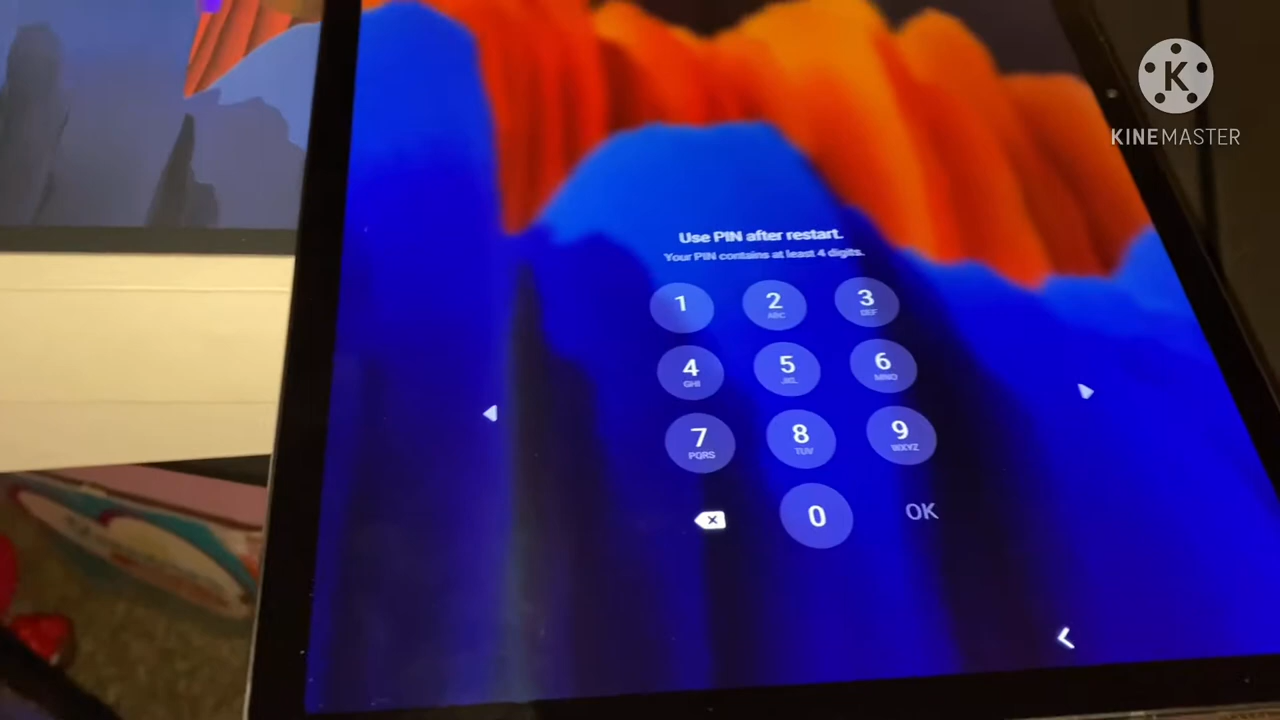 K
KINEMASTER
Use PIN after restart.
Your PIN contains at least 4 digits.
1
2
ABC
3
DEF
4
GHI
5
JKL
6
MNO
7
PQRS
8
TUV
9
WXYZ
0
OK